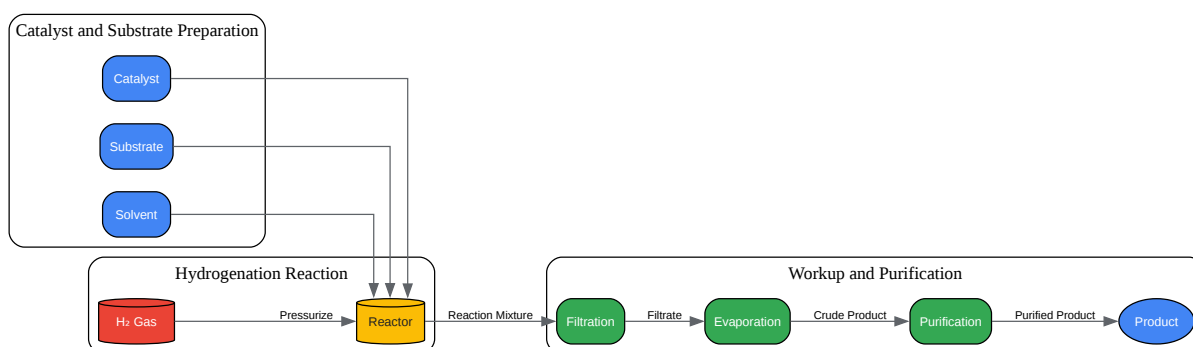 Catalyst and Substrate Preparation
Catalyst
Substrate
Solvent
Hydrogenation Reaction
H₂ Gas
Pressurize
Reactor
Reaction Mixture
Workup and Purification
Filtration
Filtrate
Evaporation
Crude Product
Purification
Purified Product
Product